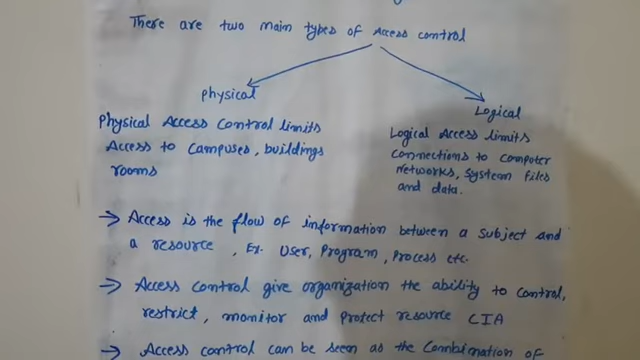 There are two main types of Access control
Physical
Logical
Physical Access Control limits
Access to Campuses, buildings
rooms
Logical Access limits
connections to computer
Networks, system files
and data.
→ Access is the flow of information between a subject and
a resource, Ex. User, Program, Process etc.
→ Access control give organization the ability to control,
restrict, monitor and protect resource CIA
→ Access control can be seen as the Combination of